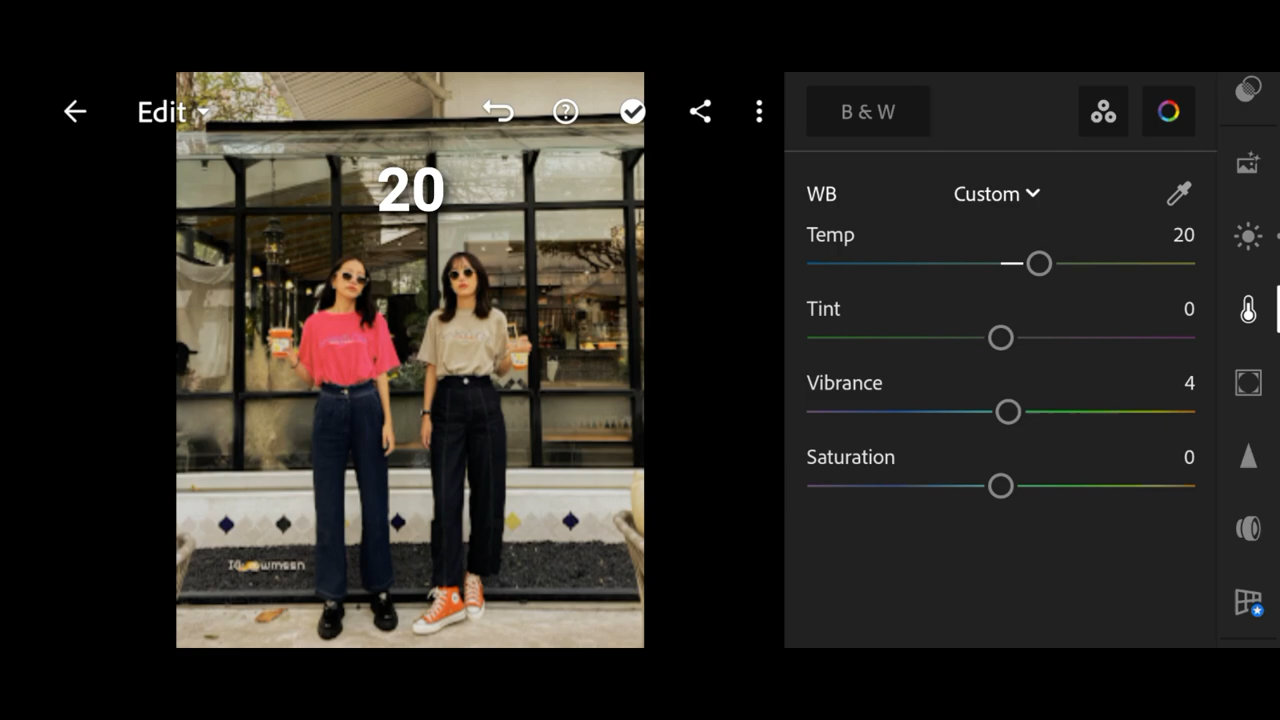 Edit
20
B & W
WB
Custom
Temp
20
Tint
0
Vibrance
4
Saturation
0